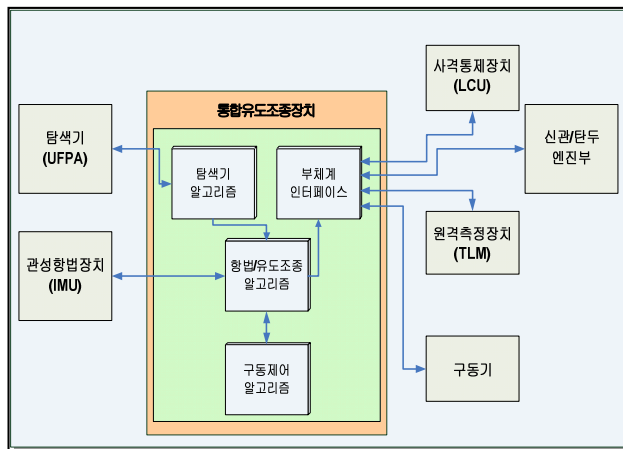 통합유도조종장치
탐색기
(UFPA)
관성항법장치
(IMU)
탐색기
알고리즘
부체계
인터페이스
항법/유도조종
알고리즘
구동제어
알고리즘
사격통제장치
(LCU)
신관/탄두
엔진부
원격측정장치
(TLM)
구동기